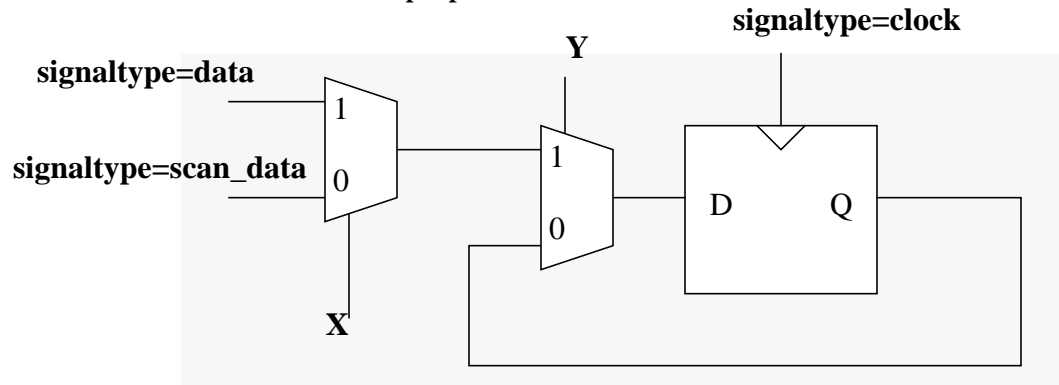 signaltype=clock
Y
signaltype=data
1
1
signaltype=scan_data
0
D
Q
0
X